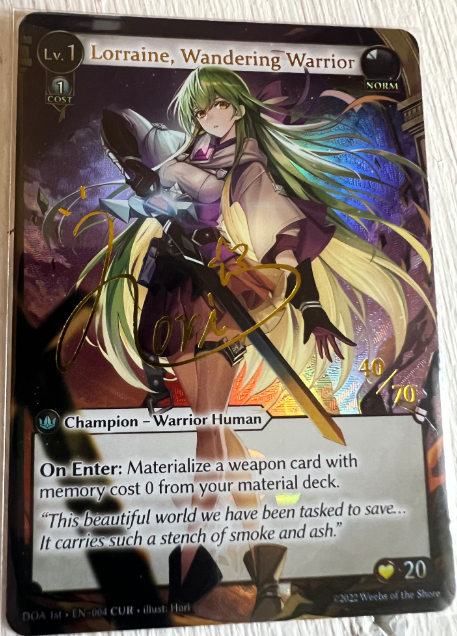 Lv. 1
Lorraine, Wandering Warrior
1
COST
NORM
40/70
Champion – Warrior Human
On Enter: Materialize a weapon card with
memory cost 0 from your material deck.
“This beautiful world we have been tasked to save...
It carries such a stench of smoke and ash.”
20
DOA 1st • EN-004 CUR • illust: Hori
©2022 Weebs of the Shore